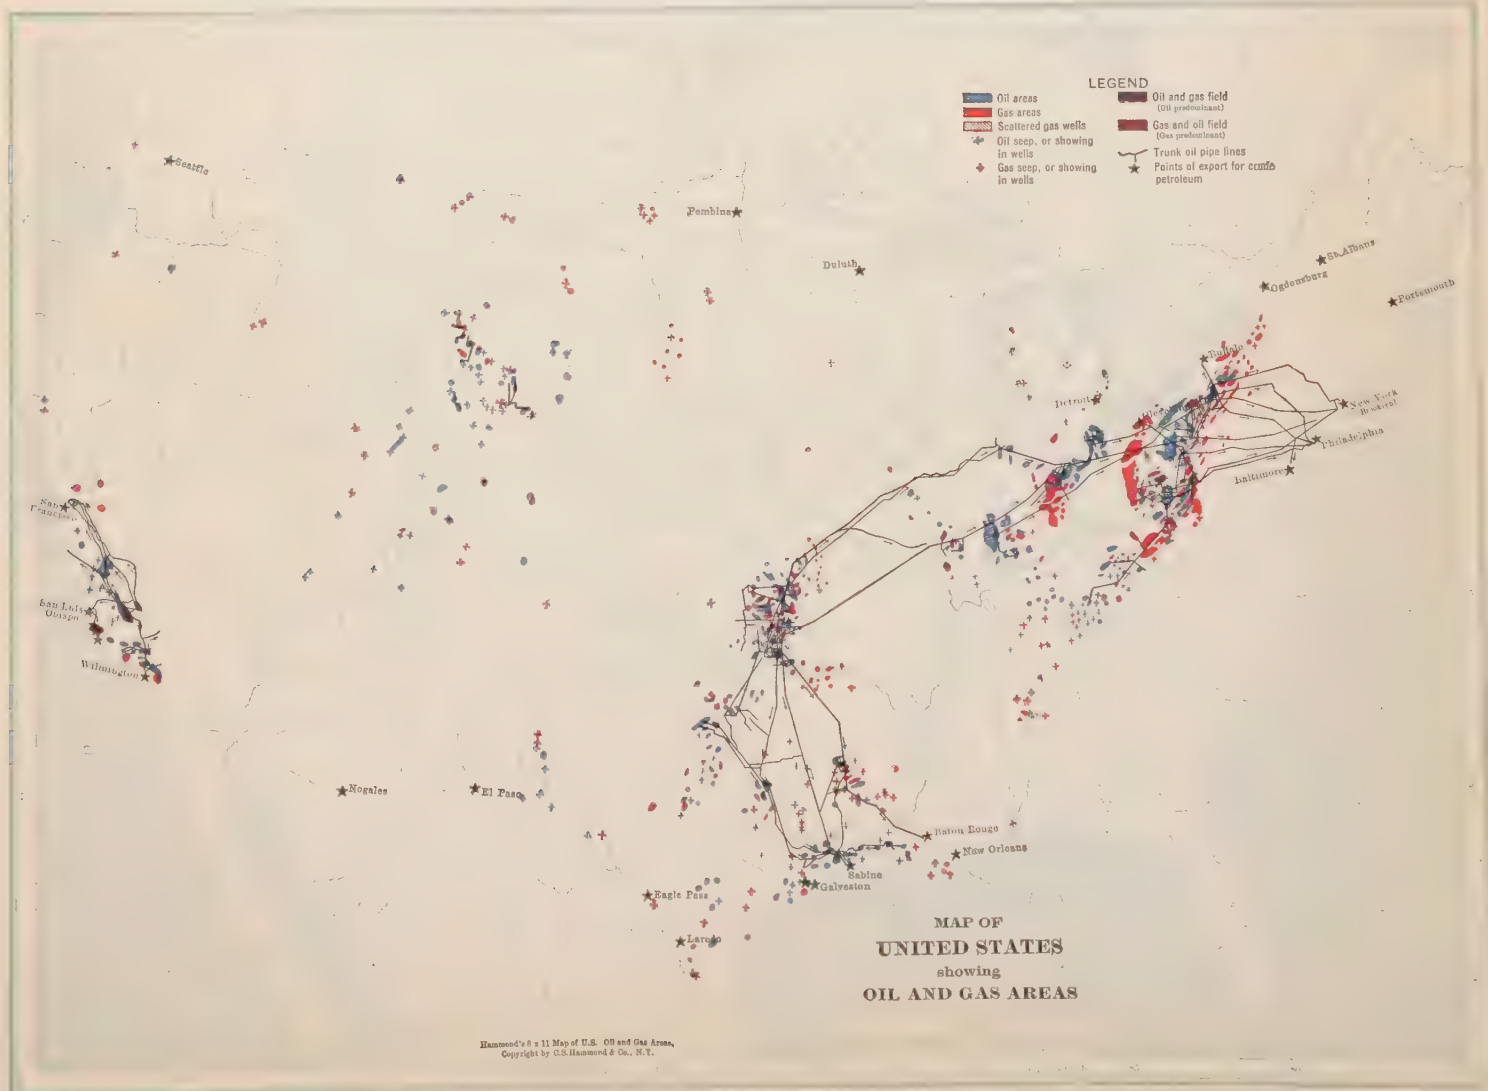 LEGEND
Oil areas
Gas areas
Scattered gas wells
Oil seep, or showing
in wells
Gas seep, or showing
in wells
Oil and gas field
(Oil predominant)
Gas and oil field
(Gas predominant)
Trunk oil pipe lines
Points of export for crude
petroleum
Seattle
Pembina
Duluth
St. Albans
Ogdensburg
Portsmouth
Buffalo
Detroit
New York
Philadelphia
Baltimore
San
Francisco
San Luis
Obispo
Wilmington
Nogales
El Paso
Baton Rouge
New Orleans
Sabine
Galveston
Eagle Pass
Laredo
MAP OF
UNITED STATES
showing
OIL AND GAS AREAS
Hammond's 8 x 11 Map of U.S. Oil and Gas Areas,
Copyright by C.S. Hammond & Co., N.Y.